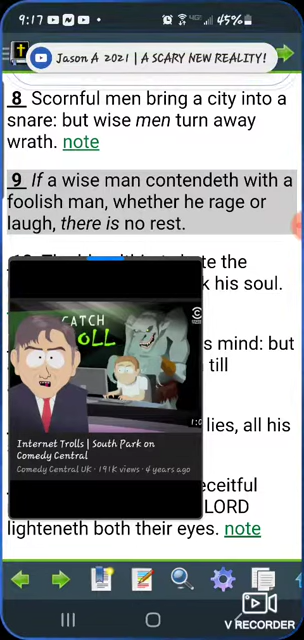 9:17 45%
Jason A 2021 | A SCARY NEW REALITY!
8 Scornful men bring a city into a
snare: but wise men turn away
wrath. note
9 If a wise man contendeth with a
foolish man, whether he rage or
laugh, there is no rest.
te the
k his soul.
s mind: but
till
CATCH
OLL
lies, all his
Internet Trolls | South Park on
Comedy Central
Comedy Central UK · 191K views · 4 years ago
ceitful
LORD
lighteneth both their eyes. note
V RECORDER